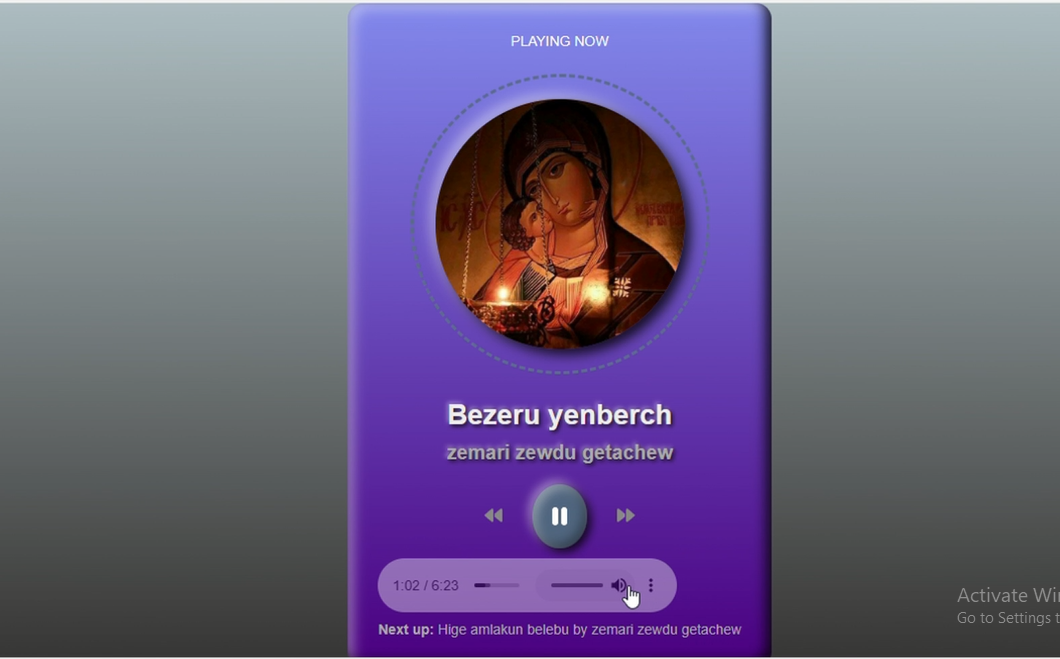 PLAYING NOW
Bezeru yenberch
zemari zewdu getachew
1:02 / 6:23
Next up: Hige amlakun belebu by zemari zewdu getachew
Activate Wi
Go to Settings t